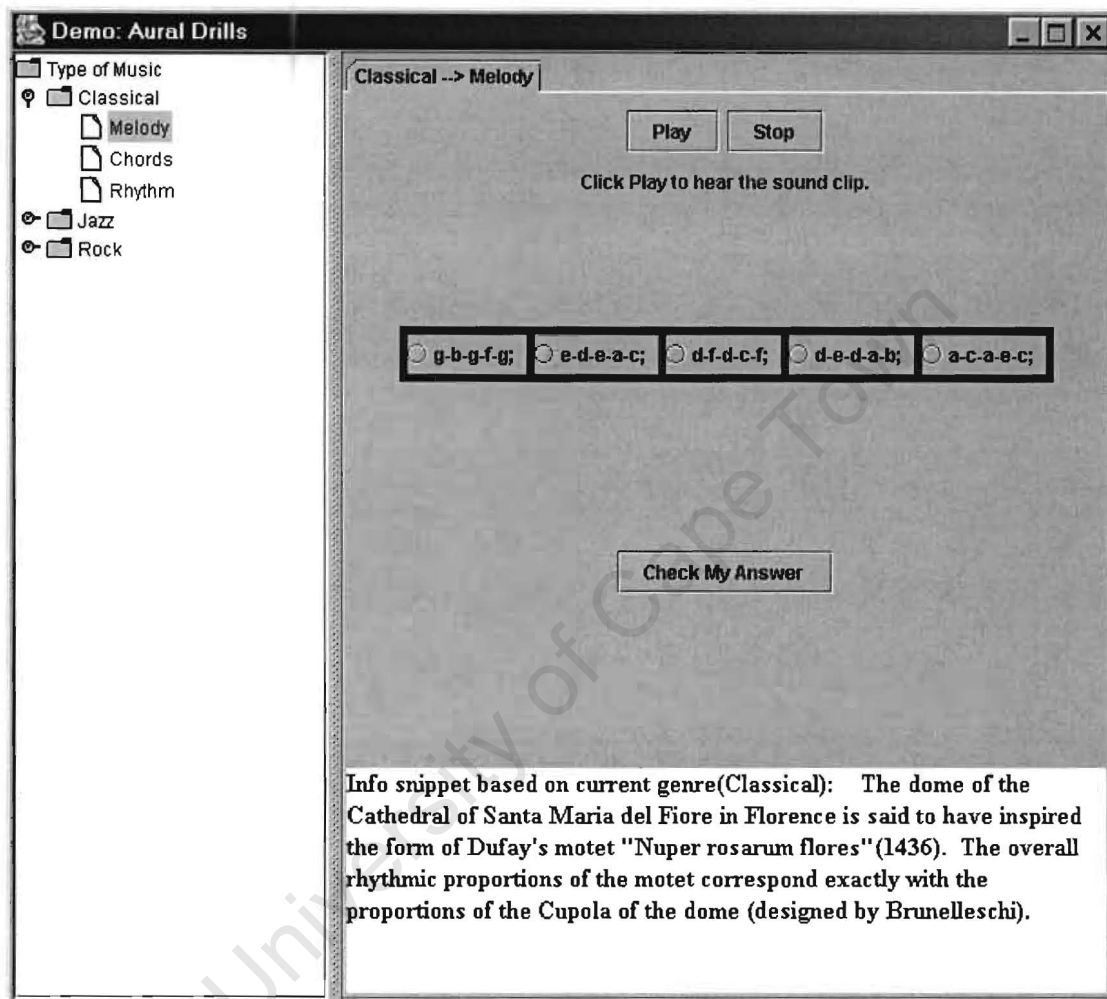 Demo: Aural Drills
Type of Music
Classical
Melody
Chords
Rhythm
Jazz
Rock
Classical --> Melody
Play Stop
Click Play to hear the sound clip.
g-b-g-f-g; e-d-e-a-c; d-f-d-c-f; d-e-d-a-b; a-c-a-e-c;
Check My Answer
Info snippet based on current genre(Classical): The dome of the
Cathedral of Santa Maria del Fiore in Florence is said to have inspired
the form of Dufay's motet "Nuper rosarum flores"(1436). The overall
rhythmic proportions of the motet correspond exactly with the
proportions of the Cupola of the dome (designed by Brunelleschi).
University of Cape Town